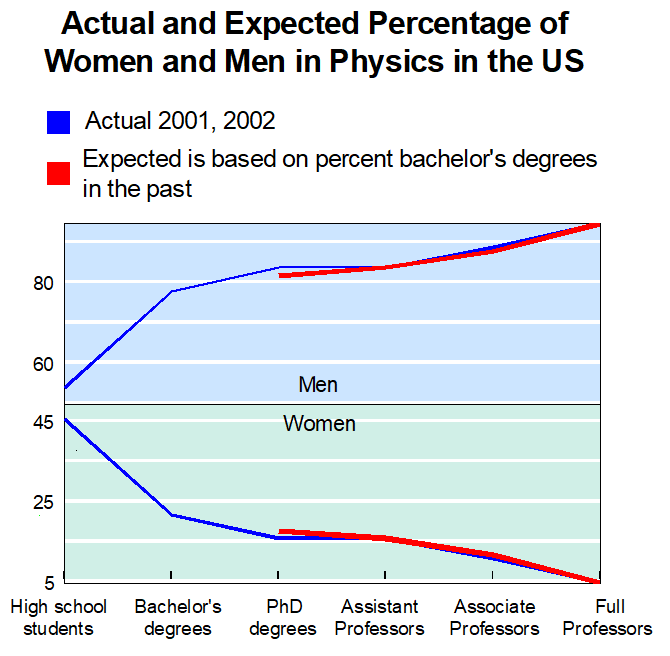 Actual and Expected Percentage of
Women and Men in Physics in the US
Actual 2001, 2002
Expected is based on percent bachelor's degrees
in the past
80
60
Men
Women
45
25
5
High school
students
Bachelor's
degrees
PhD
degrees
Assistant
Professors
Associate
Professors
Full
Professors